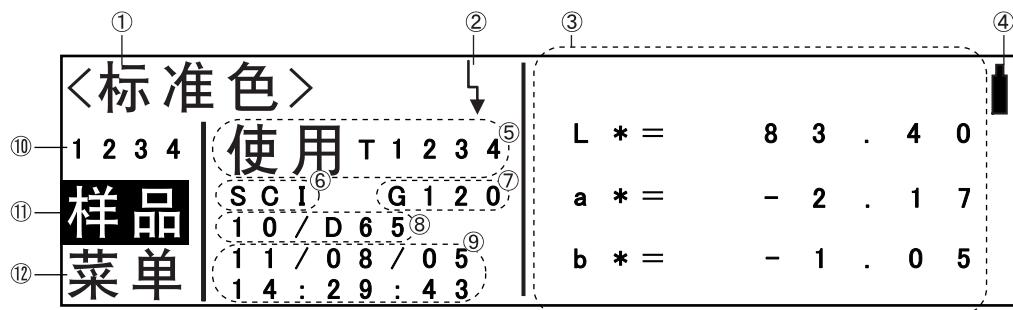 ① ② ③ ④
<标准色>
⑩ 1234 使用 T1234 ⑤
L*= 83.40
⑪ 样品 SCI ⑥ G120 ⑦
a*= -2.17
10/D65 ⑧
⑫ 菜单 11/08/05 ⑨
b*= -1.05
14:29:43